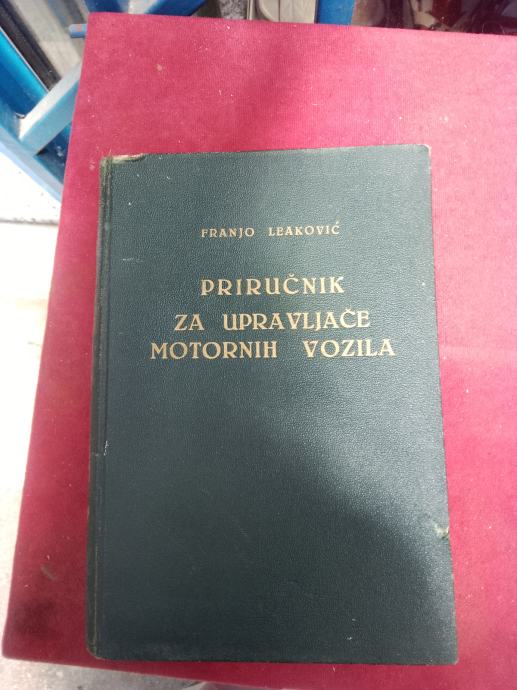 FRANJO LEAKOVIĆ
PRIRUČNIK
ZA UPRAVLJAČE
MOTORNIH VOZILA